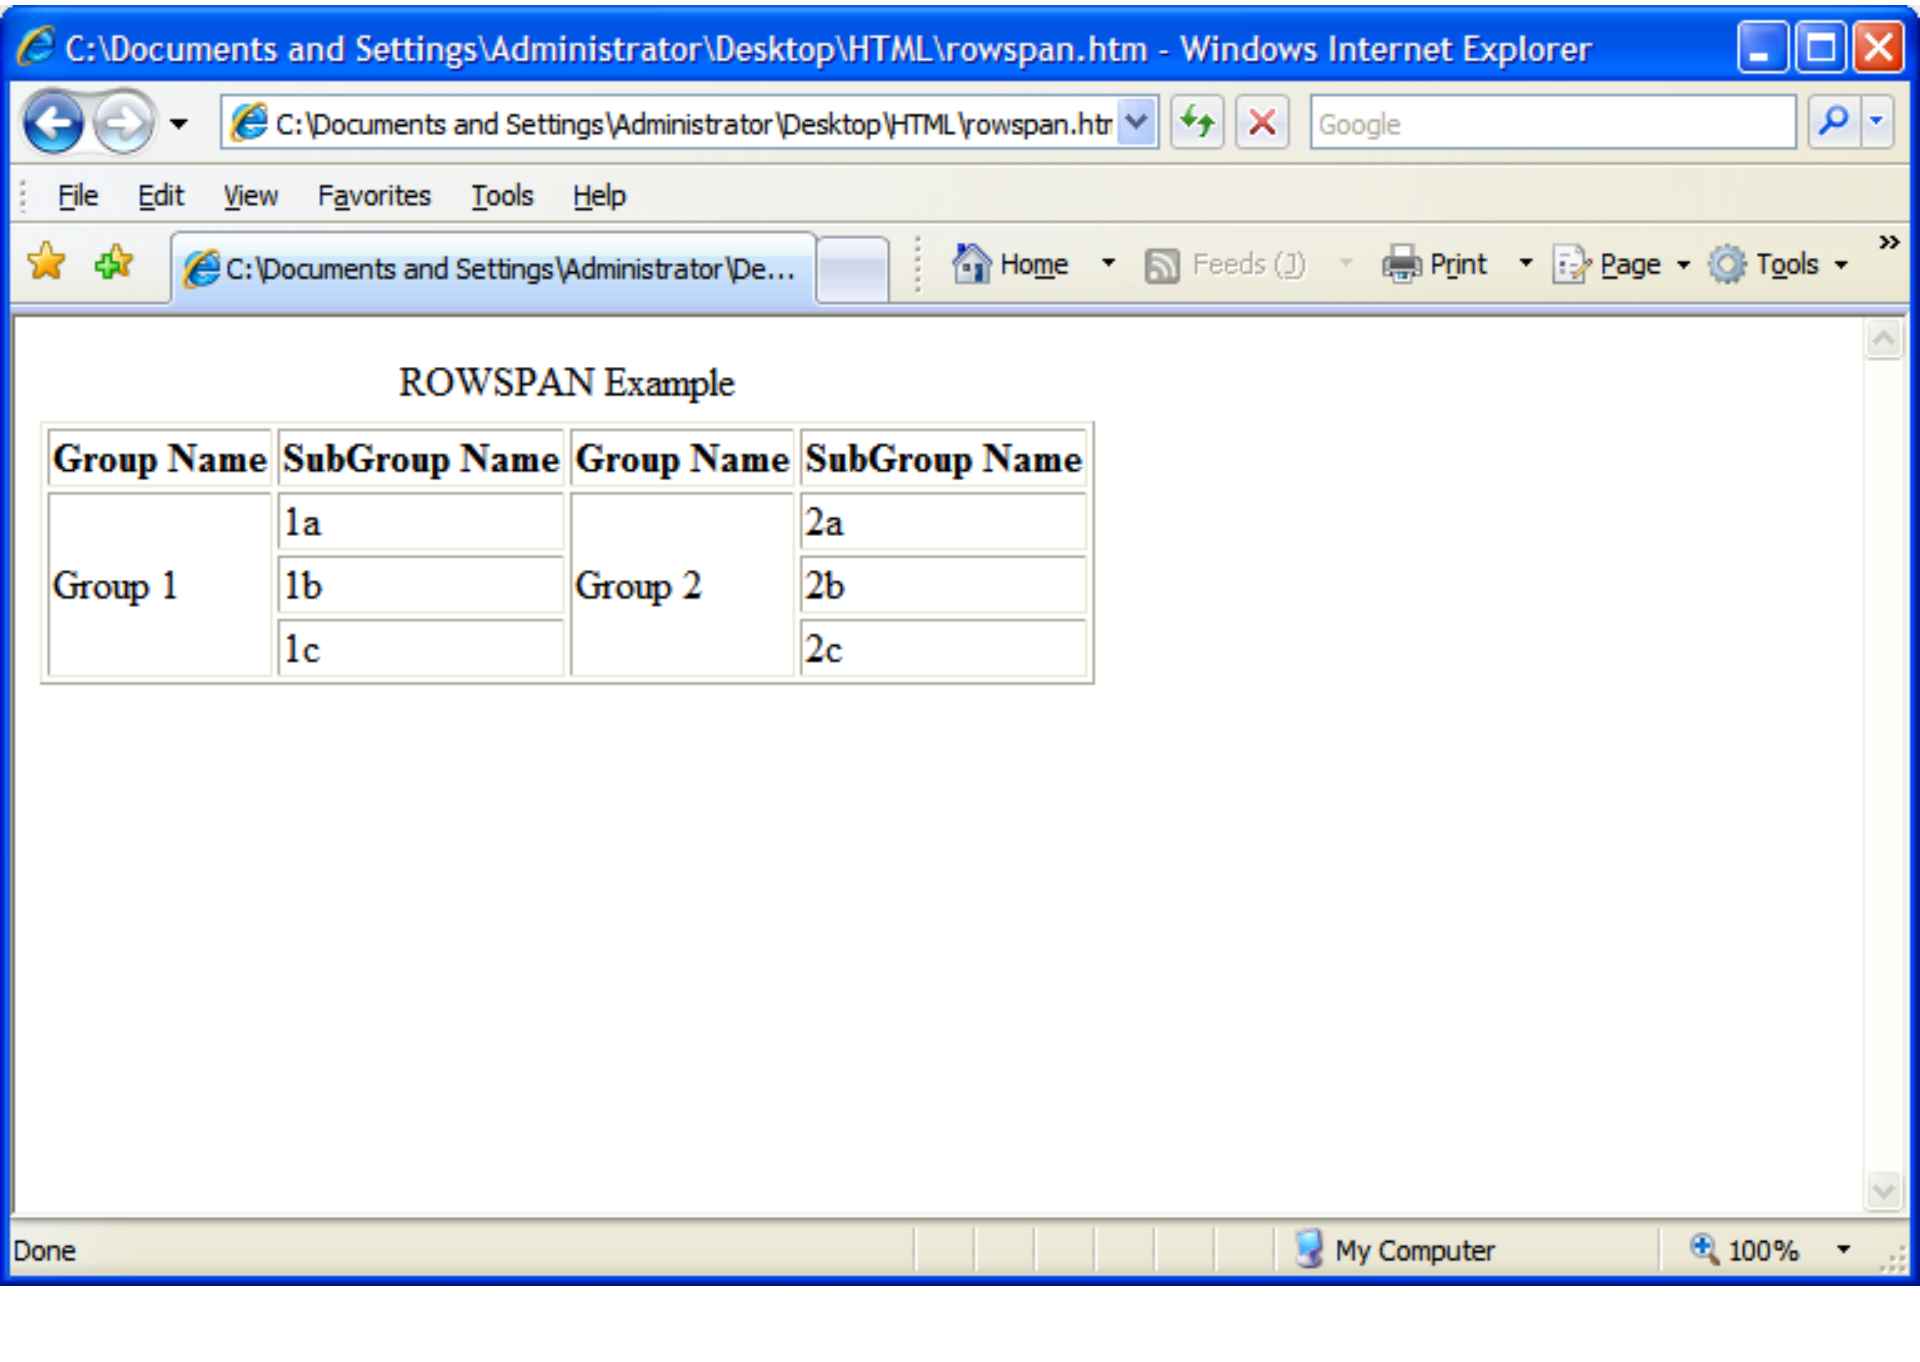 C:\Documents and Settings\Administrator\Desktop\HTML\rowspan.htm - Windows Internet Explorer
C:\Documents and Settings\Administrator\Desktop\HTML\rowspan.htm Google
File Edit View Favorites Tools Help
C:\Documents and Settings\Administrator\De... Home Feeds (J) Print Page Tools »
ROWSPAN Example
Group Name SubGroup Name Group Name SubGroup Name
1a 2a
Group 1 1b Group 2 2b
1c 2c
Done My Computer 100%